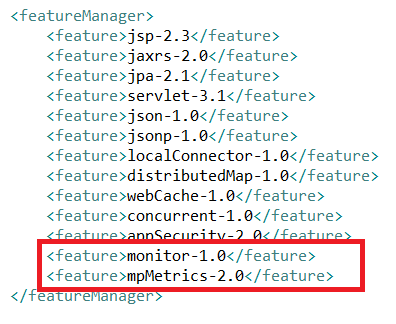 <featureManager>
<feature>jsp-2.3</feature>
<feature>jaxrs-2.0</feature>
<feature>jpa-2.1</feature>
<feature>servlet-3.1</feature>
<feature>json-1.0</feature>
<feature>jsonp-1.0</feature>
<feature>localConnector-1.0</feature>
<feature>distributedMap-1.0</feature>
<feature>webCache-1.0</feature>
<feature>concurrent-1.0</feature>
<feature>appSecurity-2.0</feature>
<feature>monitor-1.0</feature>
<feature>mpMetrics-2.0</feature>
</featureManager>